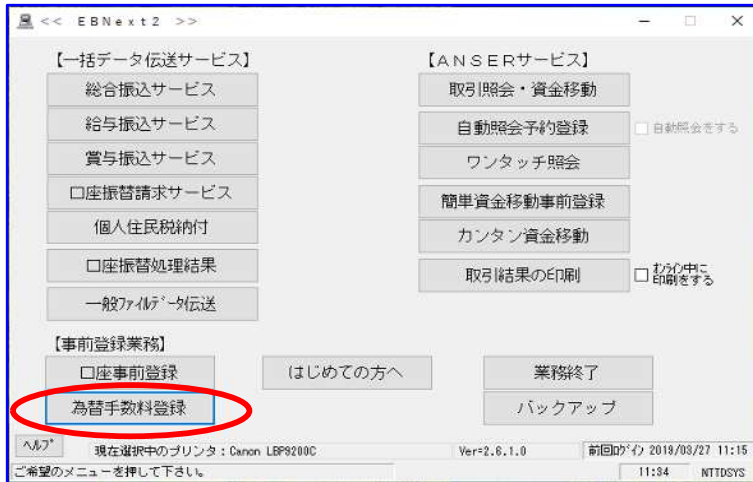 << EBNext2 >>
【一括データ伝送サービス】
総合振込サービス
給与振込サービス
賞与振込サービス
口座振替請求サービス
個人住民税納付
口座振替処理結果
一般ファイルデータ伝送
【ANSERサービス】
取引照会・資金移動
自動照会予約登録
自動照会をする
ワンタッチ照会
簡単資金移動事前登録
カンタン資金移動
取引結果の印刷
オンライン中に
印刷をする
【事前登録業務】
口座事前登録
はじめての方へ
業務終了
為替手数料登録
バックアップ
ヘルプ
現在選択中のプリンタ:Canon LBP9200C
Ver=2.6.1.0
前回ログイン 2019/03/27 11:15
ご希望のメニューを押して下さい。
11:34
NTTDSYS